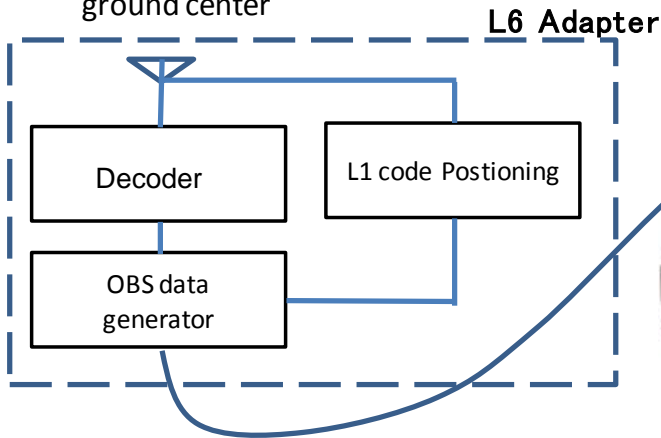 ground center
L6 Adapter
Decoder
L1 code Postioning
OBS data
generator